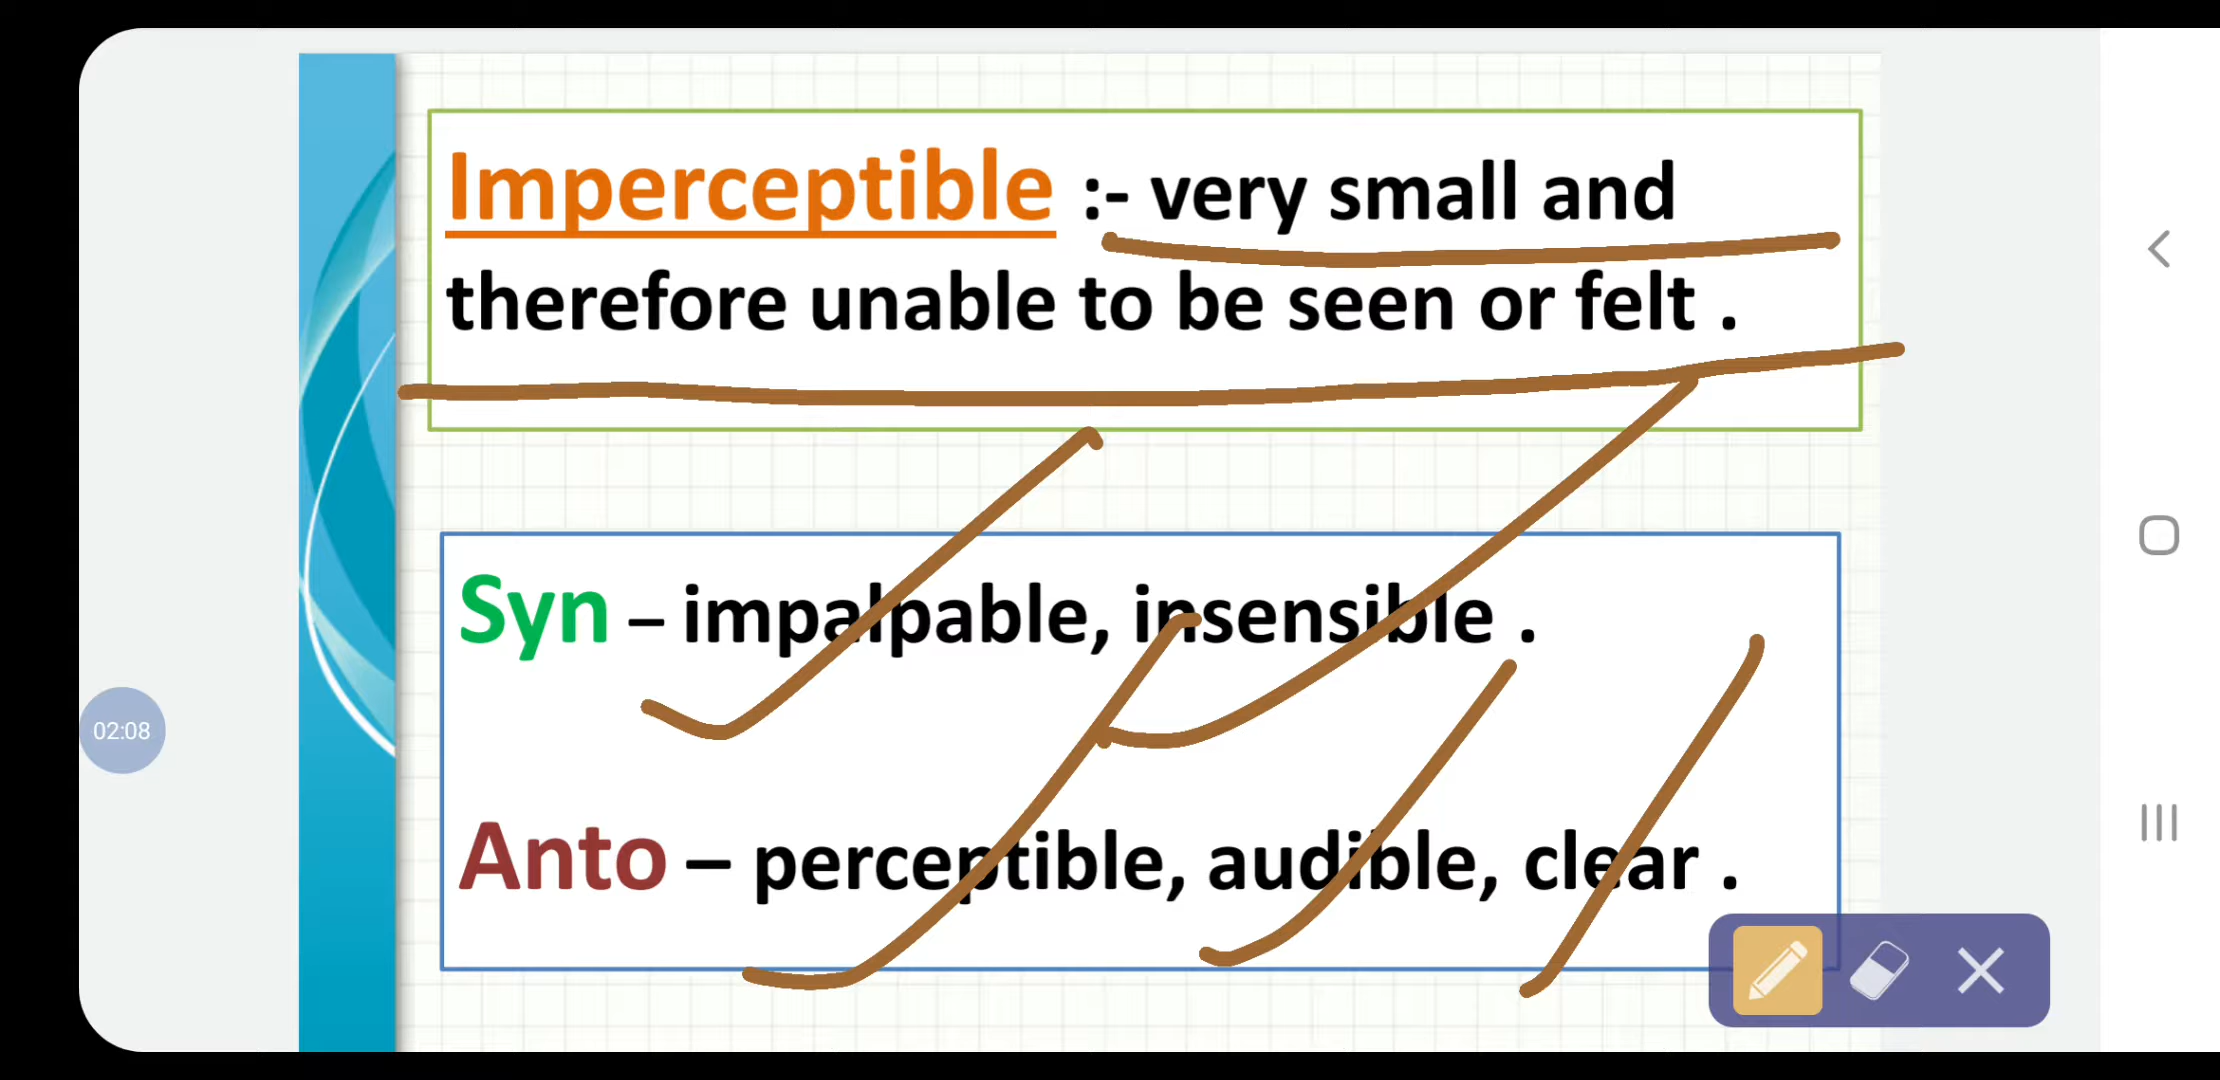 Imperceptible :- very small and
therefore unable to be seen or felt .
Syn – impalpable, insensible .
Anto – perceptible, audible, clear .
02:08